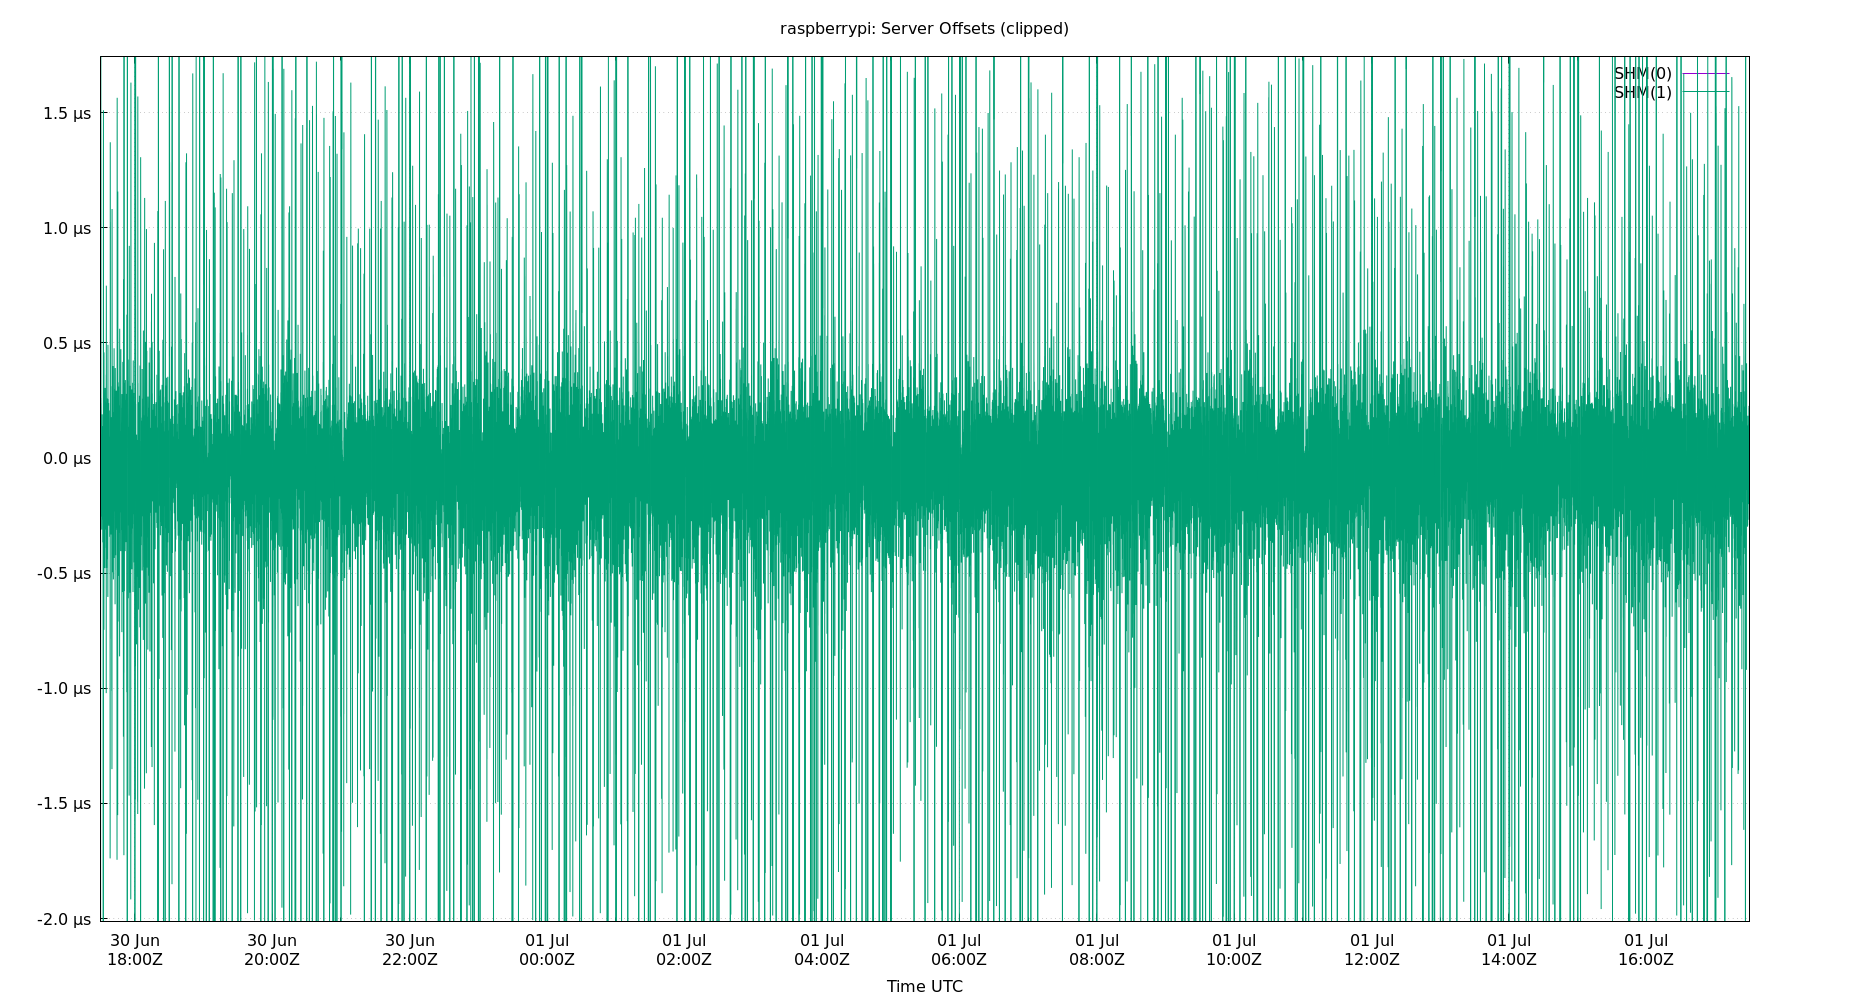 raspberrypi: Server Offsets (clipped)
SHM(0)
SHM(1)
1.5 µs
1.0 µs
0.5 µs
0.0 µs
-0.5 µs
-1.0 µs
-1.5 µs
-2.0 µs
30 Jun 30 Jun 30 Jun 01 Jul 01 Jul 01 Jul 01 Jul 01 Jul 01 Jul 01 Jul 01 Jul 01 Jul
18:00Z 20:00Z 22:00Z 00:00Z 02:00Z 04:00Z 06:00Z 08:00Z 10:00Z 12:00Z 14:00Z 16:00Z
Time UTC